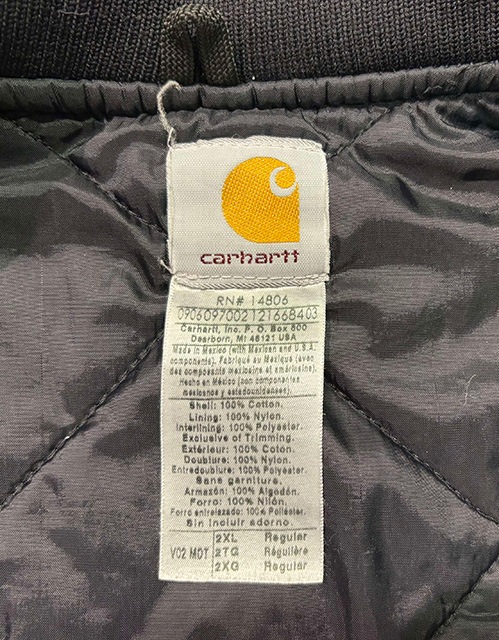 carhartt
RN# 14806
0906097002121668403
Carhartt, Inc. P. O. Box 600
Dearborn, MI 48121 USA
Made in Mexico (with Mexican and U.S.A.
components). Fabriqué au Mexique (avec
des composants mexicains et américains).
Hecho en México (con componentes
mexicanos y estadounidenses).
Shell: 100% Cotton.
Lining: 100% Nylon.
Interlining: 100% Polyester.
Exclusive of Trimming.
Extérieur: 100% Coton.
Doublure: 100% Nylon.
Entredoublure: 100% Polyester.
Sans garniture.
Armazón: 100% Algodón.
Forro: 100% Nilón.
Forro entrelazado: 100% Poliéster
Sin incluir adorno.
2XL Regular
V02 MDT 2TG Régulière
2XG Regular